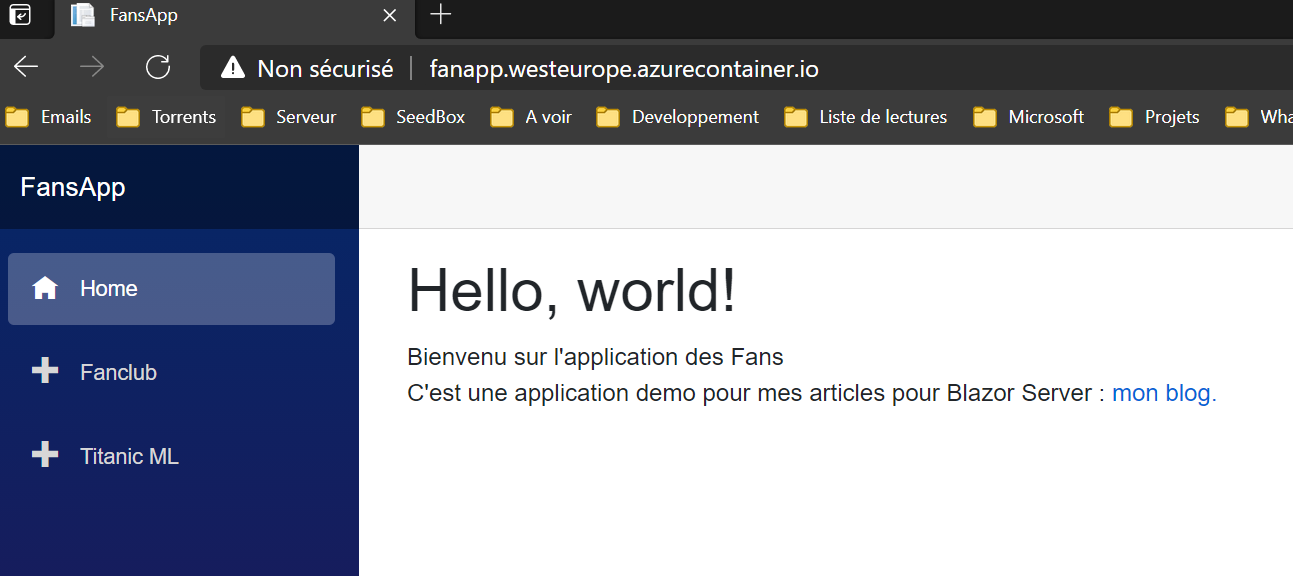 FansApp
Non sécurisé
fanapp.westeurope.azurecontainer.io
Emails Torrents Serveur SeedBox A voir Developpement Liste de lectures Microsoft Projets
FansApp
Home
Fanclub
Titanic ML
Hello, world!
Bienvenu sur l'application des Fans
C'est une application demo pour mes articles pour Blazor Server : mon blog.